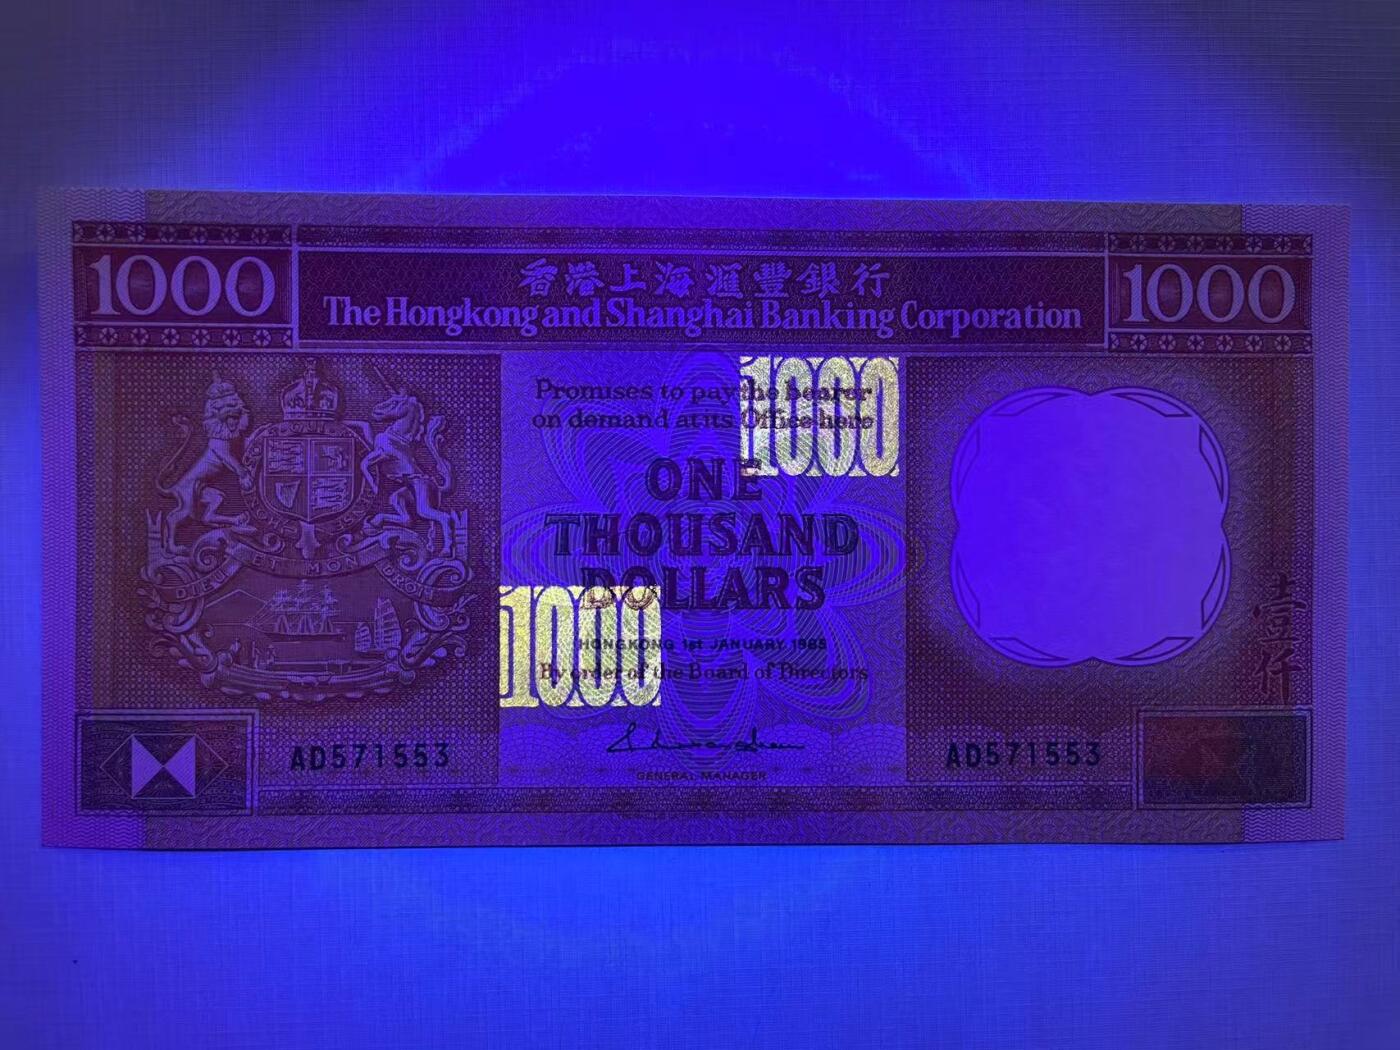 1000
香港上海滙豐銀行
1000
The Hongkong and Shanghai Banking Corporation
1000
Promises to pay the bearer
on demand at its Office here
ONE
THOUSAND
DOLLARS
1000
HONGKONG 1st JANUARY 1985
By order of the Board of Directors
DIEU ET MON DROIT
壹仟
AD571553
AD571553
GENERAL MANAGER